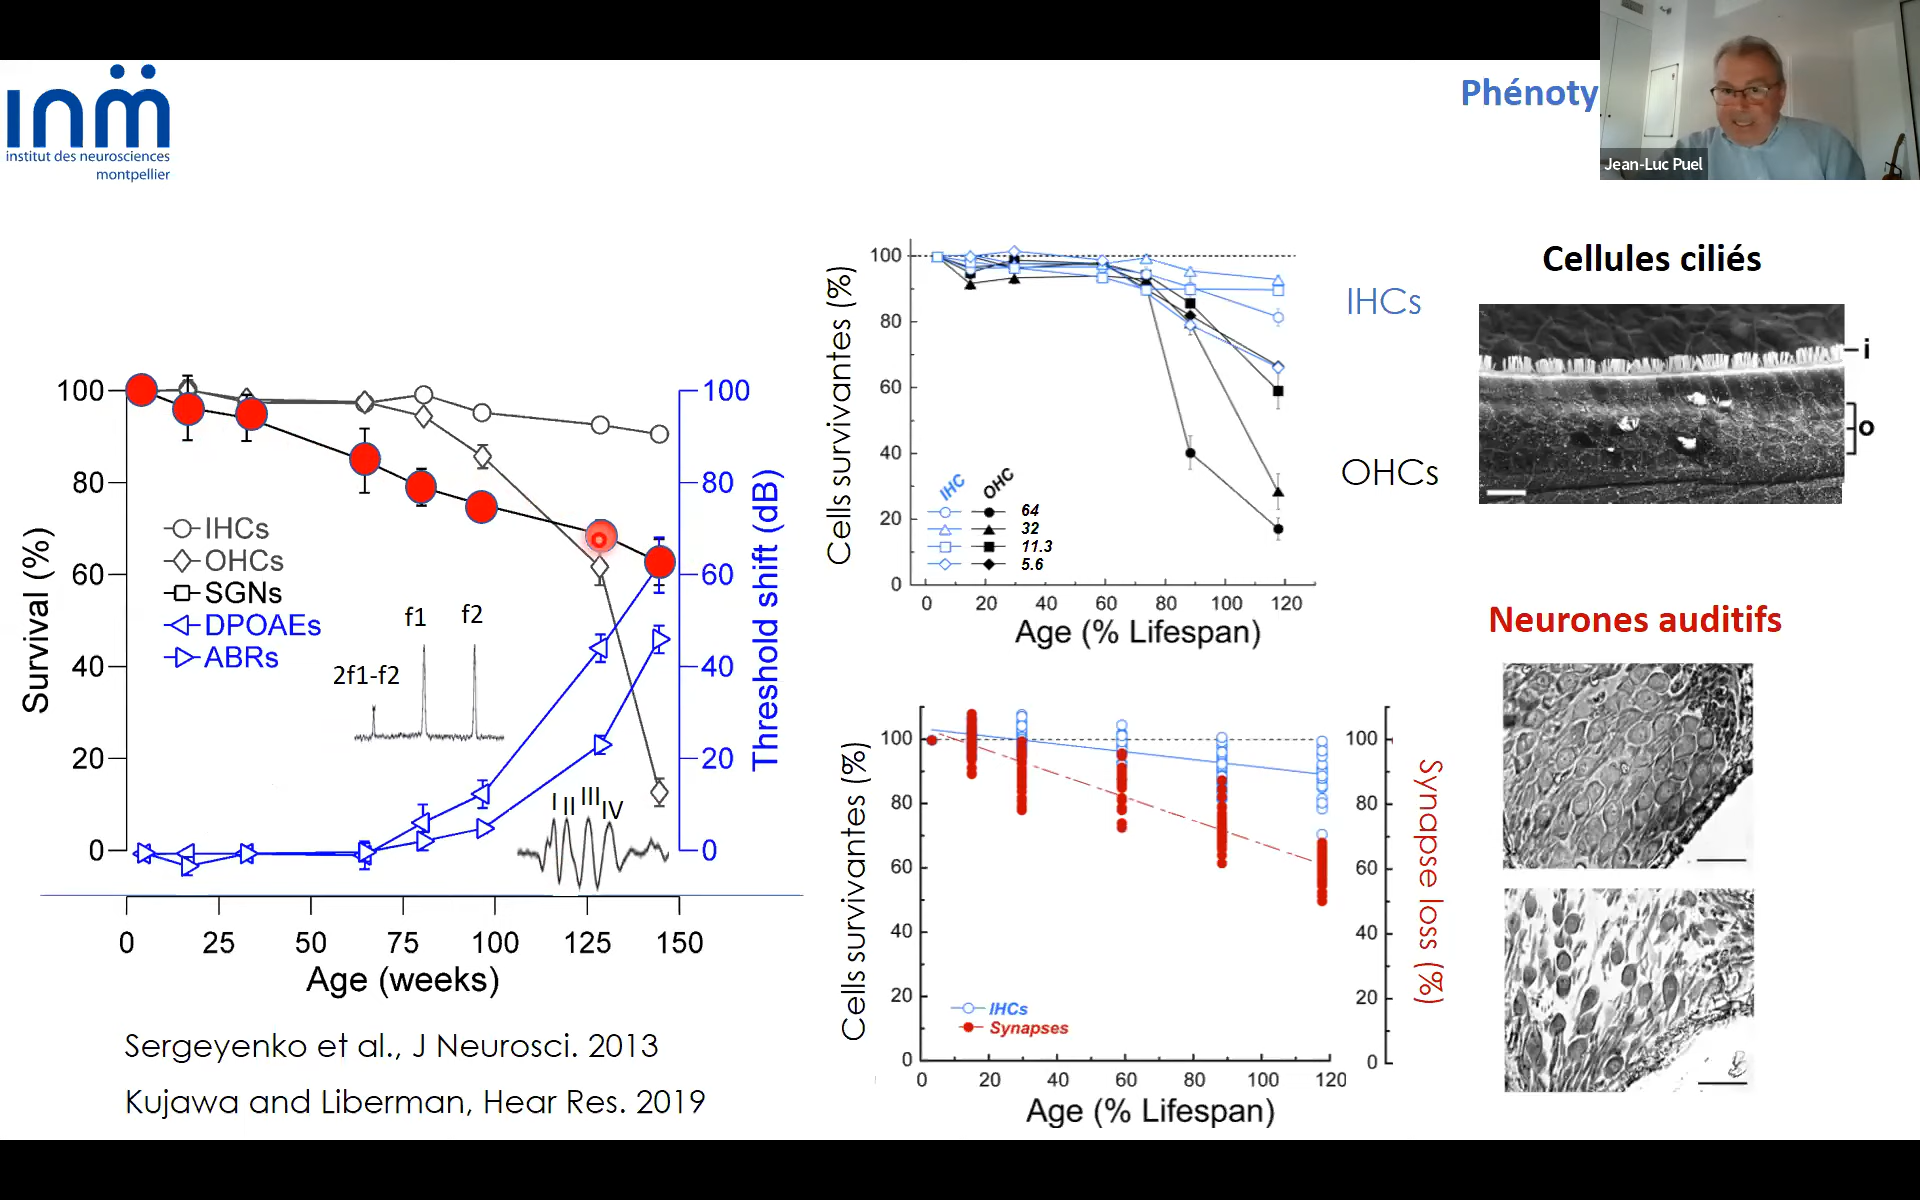 ınm̈
institut des neurosciences
montpellier
Phénoty
Jean-Luc Puel
100
80
60
40
20
0
Survival (%)
IHCs
OHCs
SGNs
DPOAEs
ABRs
2f1-f2
f1
f2
I II III IV
100
80
60
40
20
0
Threshold shift (dB)
0 25 50 75 100 125 150
Age (weeks)
Sergeyenko et al., J Neurosci. 2013
Kujawa and Liberman, Hear Res. 2019
100
80
60
40
20
0
Cells survivantes (%)
IHC OHC
64
32
11.3
5.6
0 20 40 60 80 100 120
Age (% Lifespan)
IHCs
OHCs
Cellules ciliés
i
o
100
80
60
40
20
0
Cells survivantes (%)
IHCs
Synapses
100
80
60
40
20
0
Synapse loss (%)
0 20 40 60 80 100 120
Age (% Lifespan)
Neurones auditifs